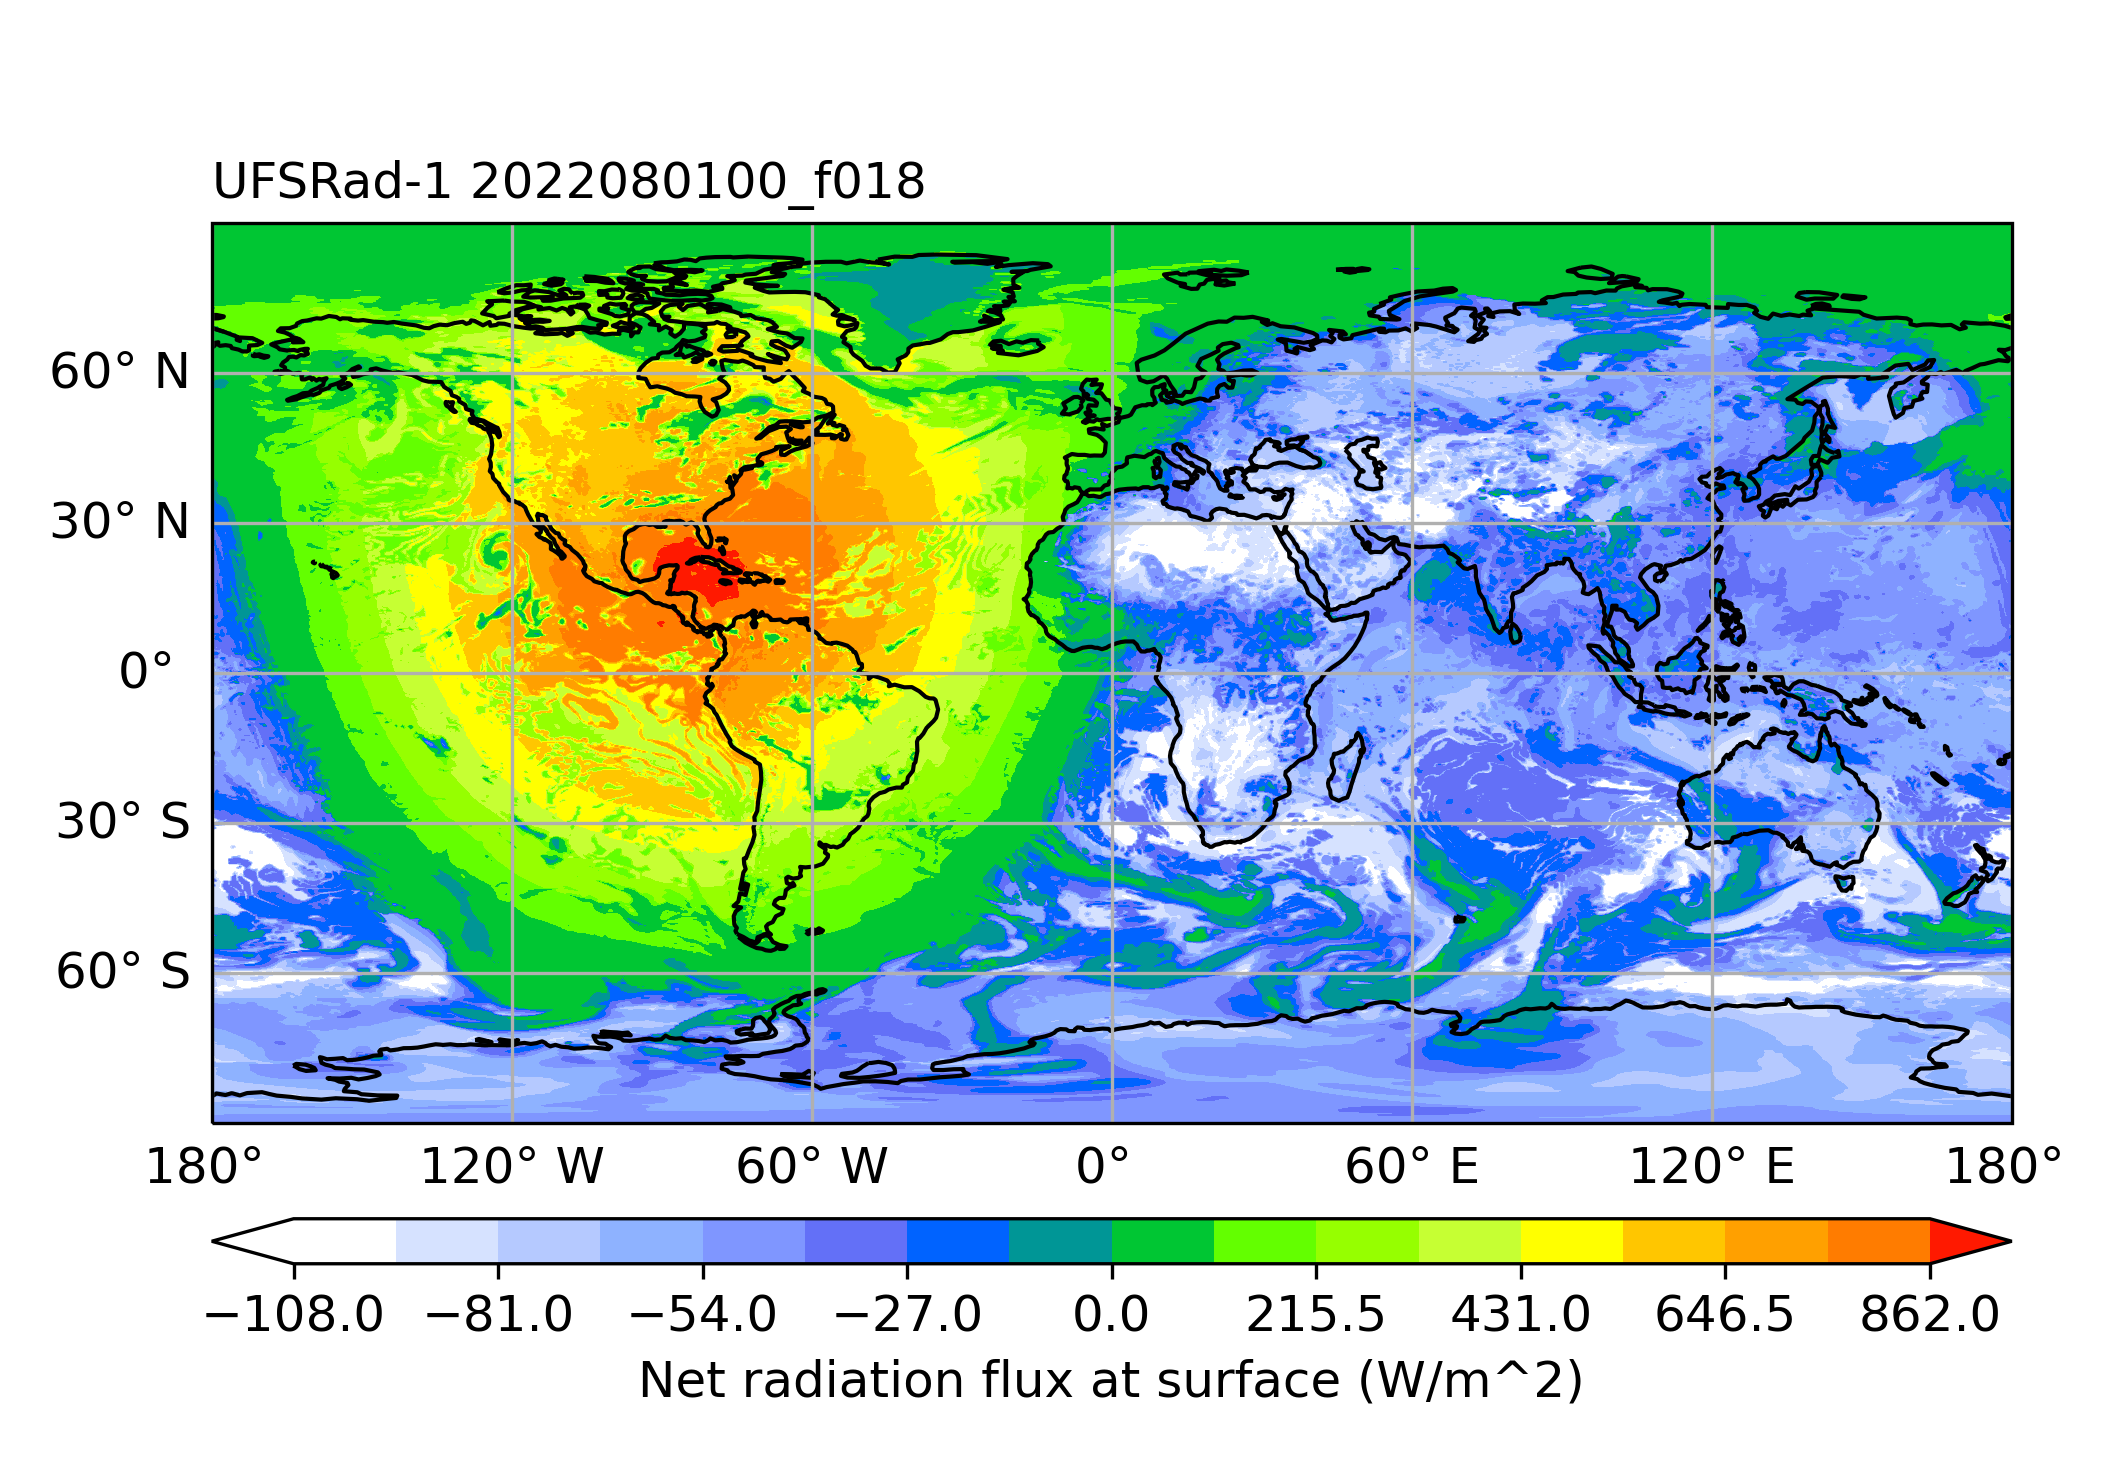 UFSRad-1 2022080100_f018
60° N
30° N
0°
30° S
60° S
180° 120° W 60° W 0° 60° E 120° E 180°
−108.0 −81.0 −54.0 −27.0 0.0 215.5 431.0 646.5 862.0
Net radiation flux at surface (W/m^2)